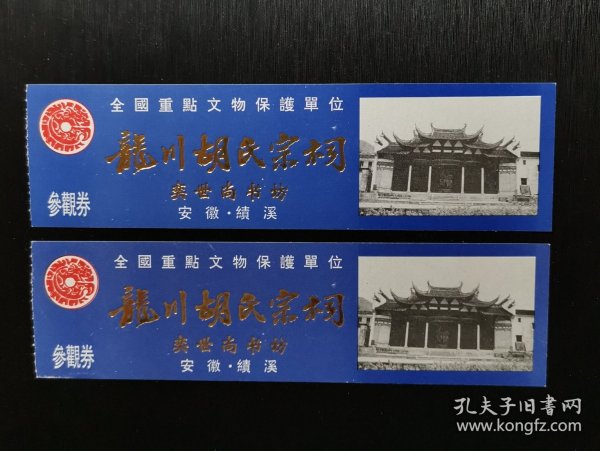 全國重點文物保護單位
龍川胡氏宗祠
奕世尚书坊
安徽·績溪
參觀券
全國重點文物保護單位
龍川胡氏宗祠
奕世尚书坊
安徽·績溪
參觀券
孔夫子旧書网
www.kongfz.com